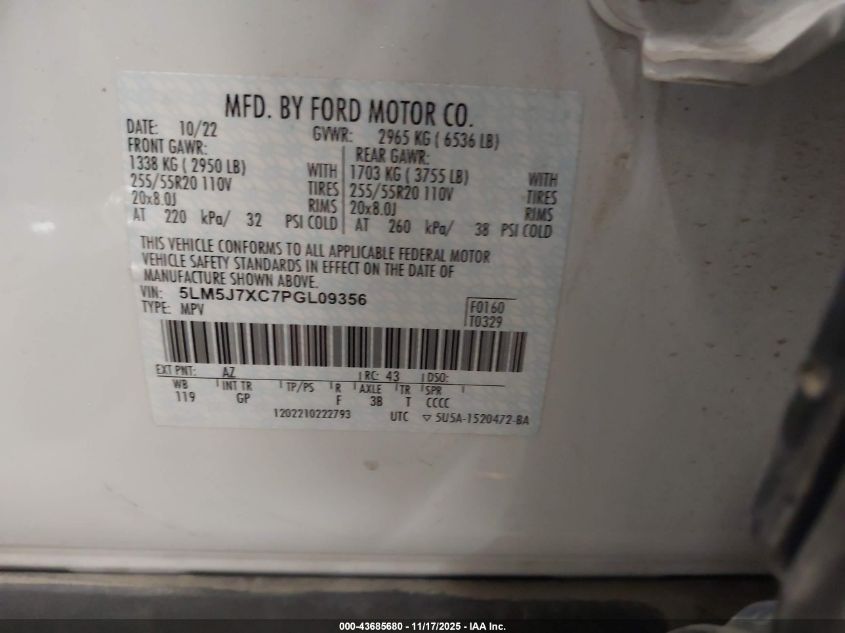 MFD. BY FORD MOTOR CO.
DATE: 10/22 GVWR: 2965 KG ( 6536 LB)
FRONT GAWR: REAR GAWR:
1338 KG ( 2950 LB) WITH 1703 KG ( 3755 LB) WITH
255/55R20 110V TIRES 255/55R20 110V TIRES
20x8.0J RIMS 20x8.0J RIMS
AT 220 kPa/ 32 PSI COLD AT 260 kPa/ 38 PSI COLD
THIS VEHICLE CONFORMS TO ALL APPLICABLE FEDERAL MOTOR
VEHICLE SAFETY STANDARDS IN EFFECT ON THE DATE OF
MANUFACTURE SHOWN ABOVE.
VIN: 5LM5J7XC7PGL09356 F0160
TYPE: MPV T0329
EXT PNT: AZ RC: 43 DSO:
WB INT TR TP/PS R AXLE TR SPR
119 GP F 3B T CCCC
1202210222793 UTC ▽ 5U5A-1520472-BA
000-43685680 - 11/17/2025 - IAA Inc.